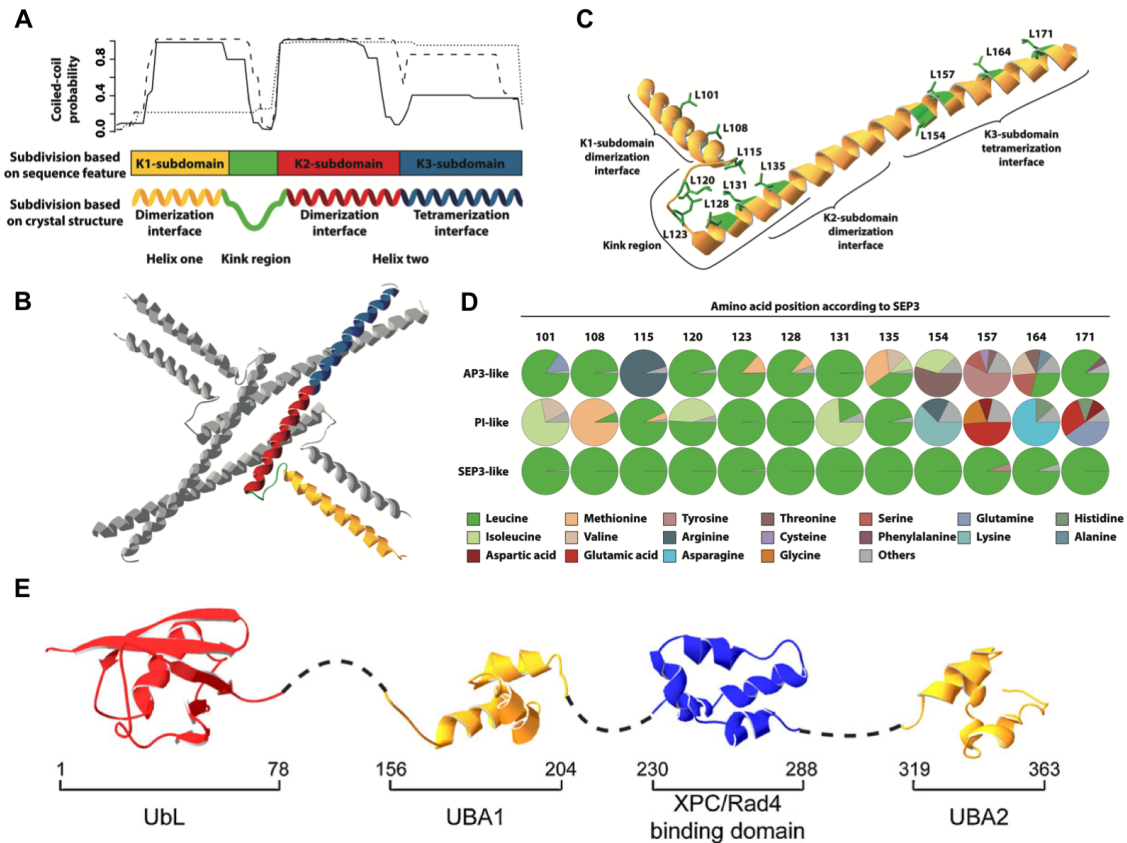 A
Coiled-coil
probability
0.8
0.4
0.0
Subdivision based
on sequence feature
K1-subdomain
K2-subdomain
K3-subdomain
Subdivision based
on crystal structure
Dimerization
interface
Dimerization
interface
Tetramerization
interface
Helix one
Kink region
Helix two
B
C
L171
L164
L157
L154
L101
L108
L115
L120
L131
L135
L128
L123
K1-subdomain
dimerization
interface
Kink region
K2-subdomain
dimerization
interface
K3-subdomain
tetramerization
interface
D
Amino acid position according to SEP3
101 108 115 120 123 128 131 135 154 157 164 171
AP3-like
PI-like
SEP3-like
Leucine Methionine Tyrosine Threonine Serine Glutamine Histidine
Isoleucine Valine Arginine Cysteine Phenylalanine Lysine Alanine
Aspartic acid Glutamic acid Asparagine Glycine Others
E
1 78 156 204 230 288 319 363
UbL
UBA1
XPC/Rad4
binding domain
UBA2